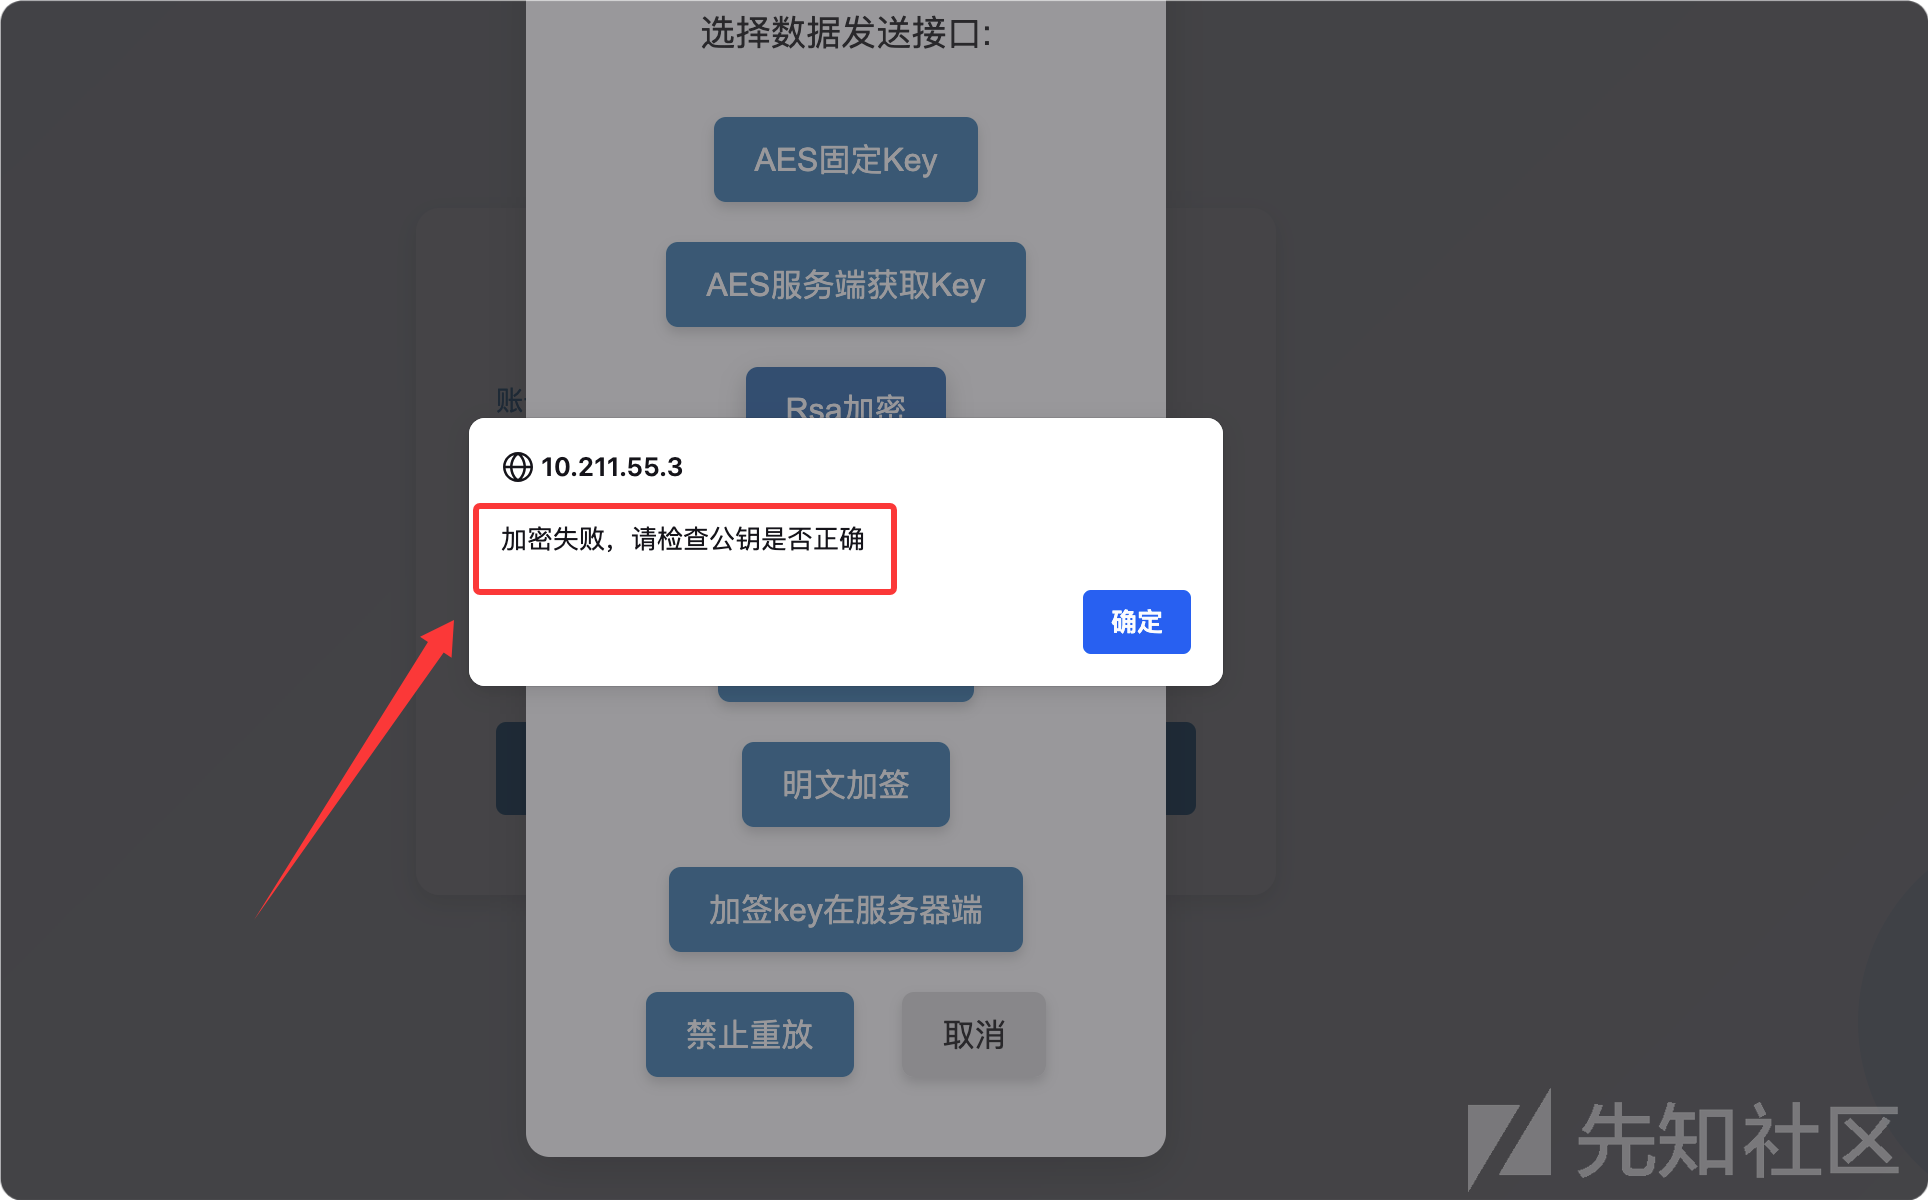 选择数据发送接口:
AES固定Key
AES服务端获取Key
账
Rsa加密
10.211.55.3
加密失败，请检查公钥是否正确
确定
明文加签
加签key在服务器端
禁止重放
取消
先知社区